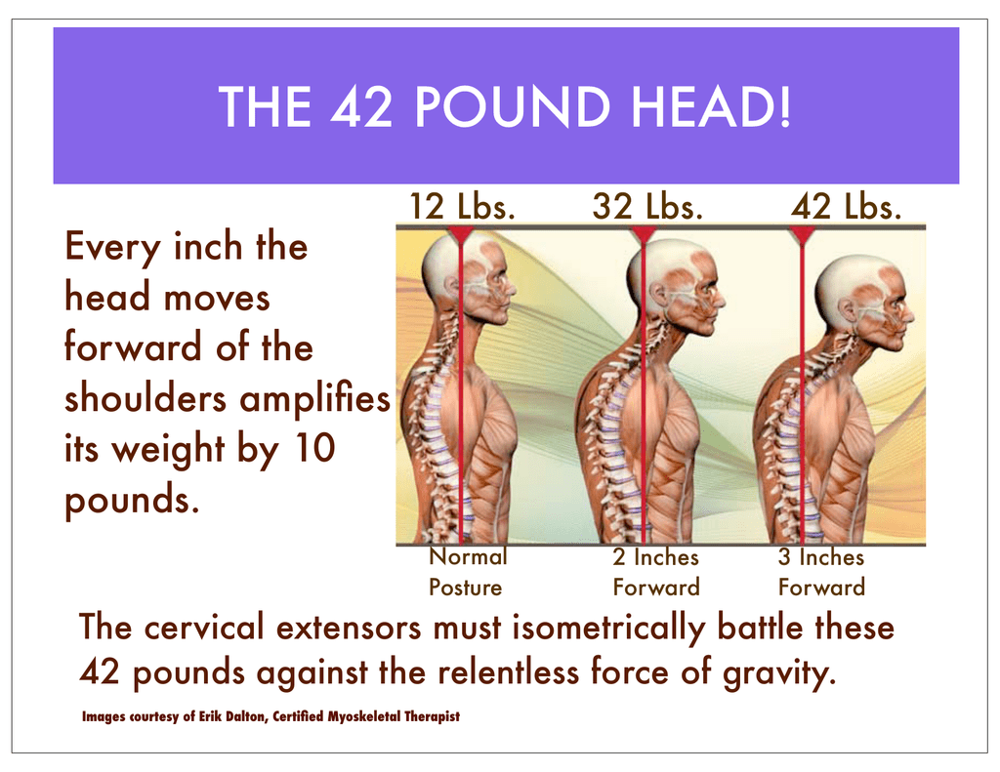 THE 42 POUND HEAD!
12 Lbs. 32 Lbs. 42 Lbs.
Every inch the
head moves
forward of the
shoulders amplifies
its weight by 10
pounds.
Normal
Posture
2 Inches
Forward
3 Inches
Forward
The cervical extensors must isometrically battle these
42 pounds against the relentless force of gravity.
Images courtesy of Erik Dalton, Certified Myoskeletal Therapist